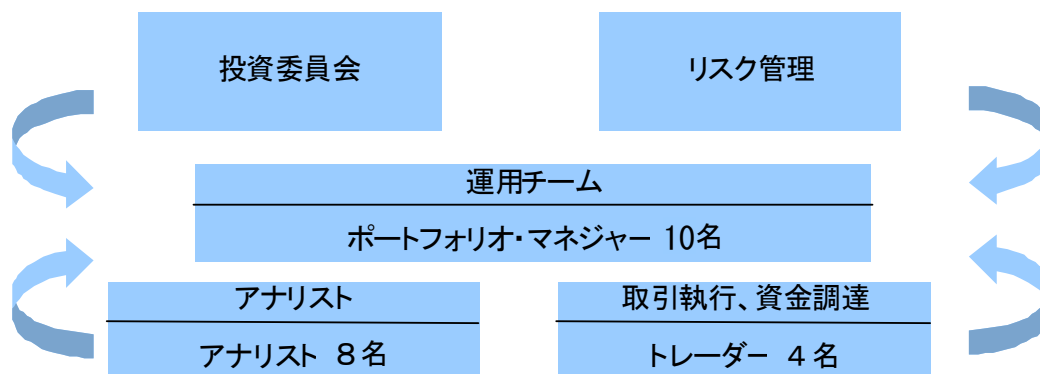 投資委員会
リスク管理
運用チーム
ポートフォリオ・マネジャー 10名
アナリスト
アナリスト 8名
取引執行、資金調達
トレーダー 4名